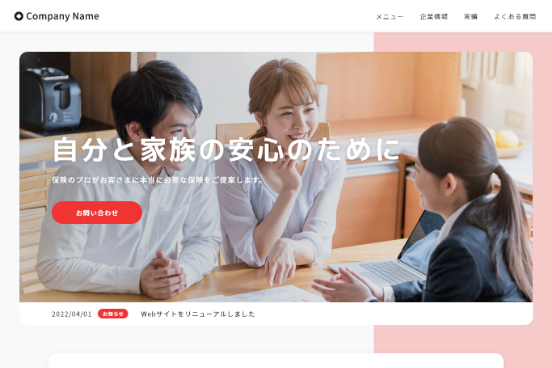 Company Name
メニュー 企業情報 実績 よくある質問
自分と家族の安心のために
保険のプロがお客さまに本当に必要な保険をご提案します。
お問い合わせ
2022/04/01 お知らせ Webサイトをリニューアルしました